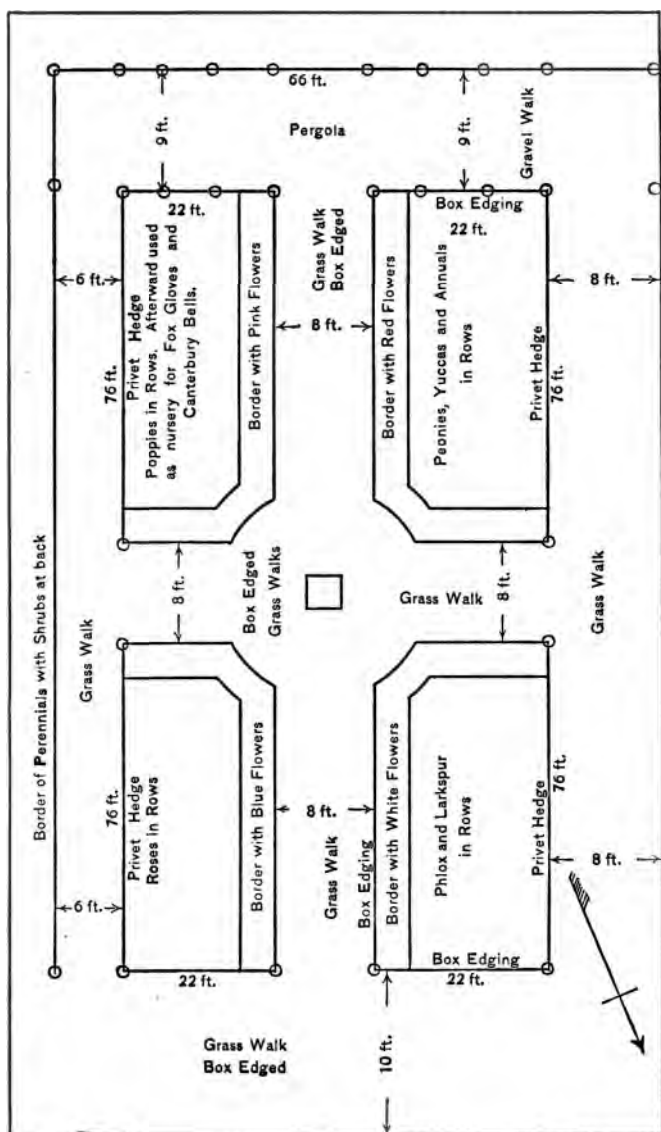 66 ft.
Pergola
9 ft.
9 ft.
Gravel Walk
22 ft.
Box Edging
22 ft.
6 ft.
76 ft.
Privet Hedge
Poppies in Rows. Afterward used
as nursery for Fox Gloves and
Canterbury Bells.
Border with Pink Flowers
Grass Walk
Box Edged
8 ft.
Border with Red Flowers
Peonies, Yuccas and Annuals
in Rows
Privet Hedge
76 ft.
8 ft.
Border of Perennials with Shrubs at back
Grass Walk
8 ft.
Box Edged
Grass Walks
Grass Walk
8 ft.
Grass Walk
6 ft.
76 ft.
Privet Hedge
Roses in Rows
Border with Blue Flowers
8 ft.
Grass Walk
Box Edging
Border with White Flowers
Phlox and Larkspur
in Rows
Privet Hedge
76 ft.
8 ft.
22 ft.
Box Edging
22 ft.
Grass Walk
Box Edged
10 ft.